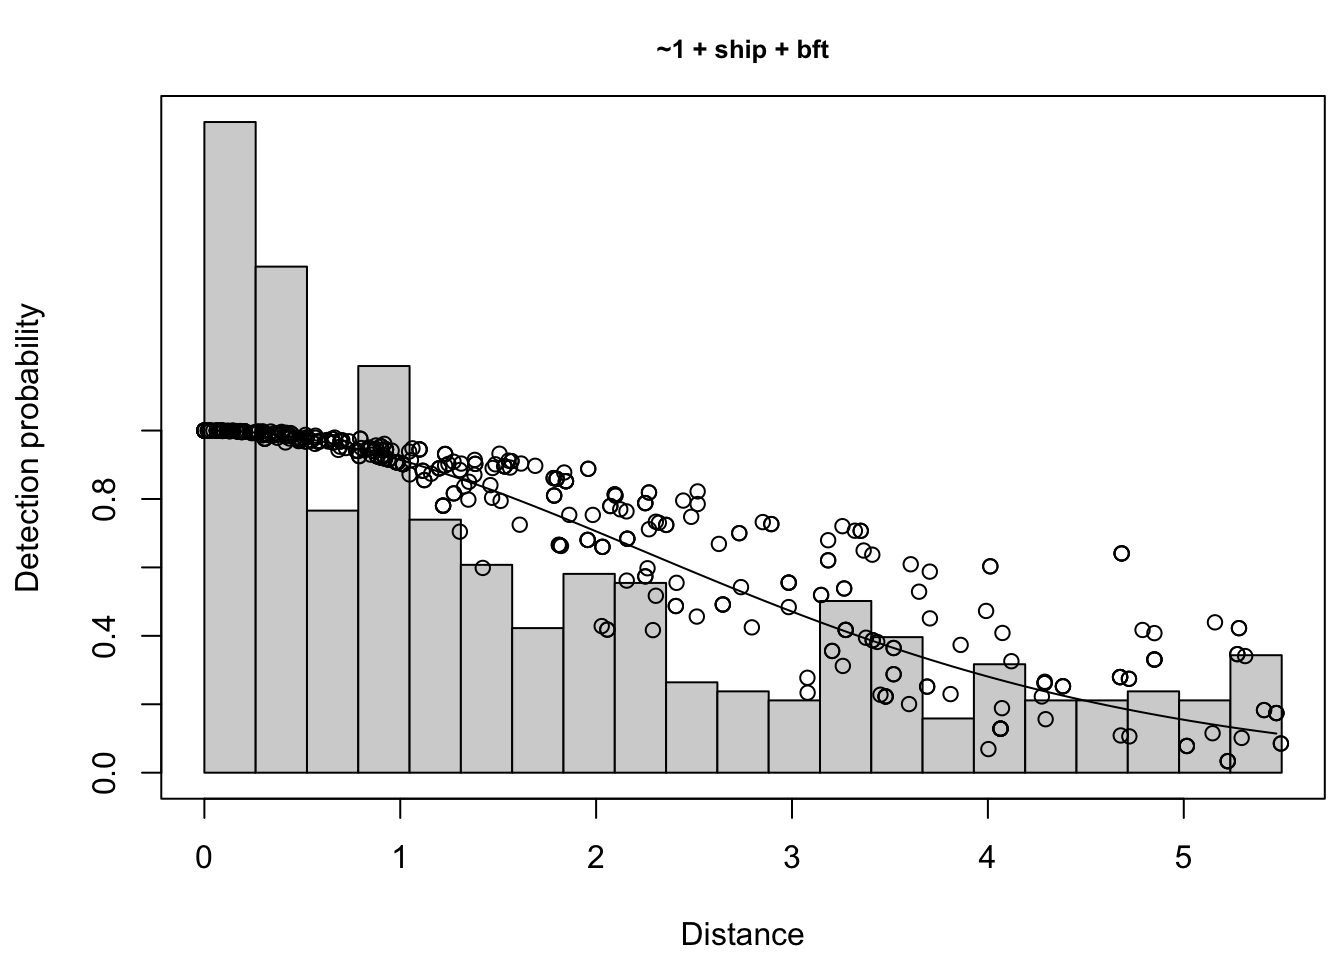 ~1 + ship + bft
Detection probability
0.8
0.4
0.0
0 1 2 3 4 5
Distance